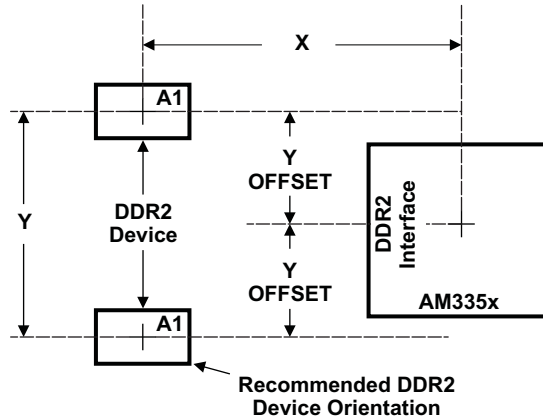 X
A1
Y
OFFSET
Y
DDR2
Device
DDR2
Interface
Y
OFFSET
A1
AM335x
Recommended DDR2
Device Orientation